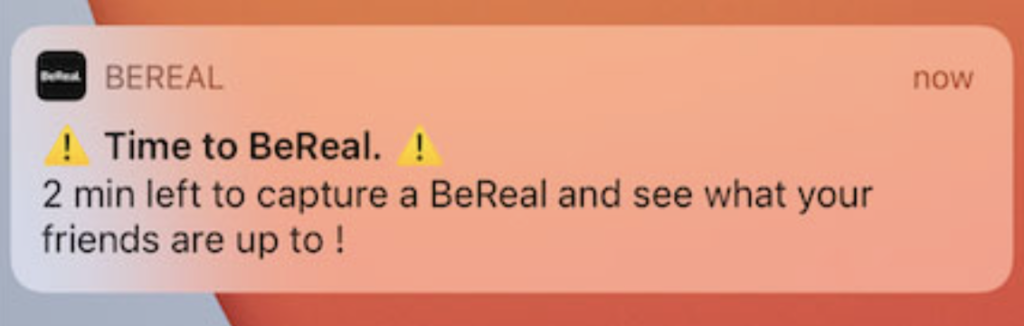 BeReal.
BEREAL
now
⚠️ Time to BeReal. ⚠️
2 min left to capture a BeReal and see what your
friends are up to !